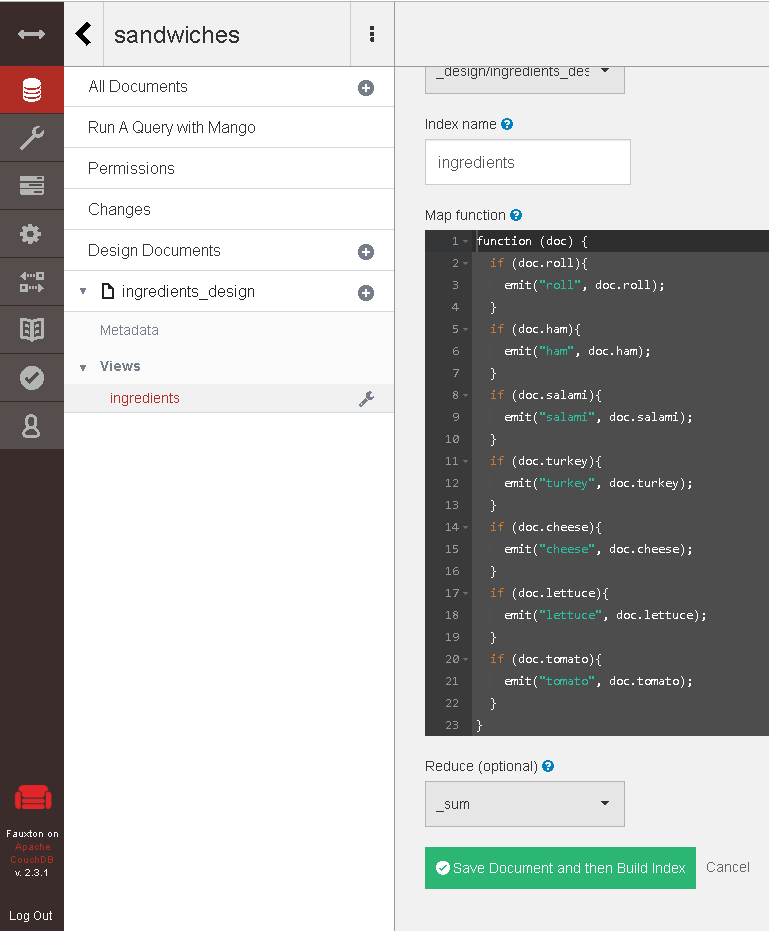 sandwiches
All Documents
Run A Query with Mango
Permissions
Changes
Design Documents
ingredients_design
Metadata
Views
ingredients
Fauxton on
Apache
CouchDB
v. 2.3.1
Log Out
_design/ingredients_des
Index name
ingredients
Map function
1 function (doc) {
2 if (doc.roll){
3 emit("roll", doc.roll);
4 }
5 if (doc.ham){
6 emit("ham", doc.ham);
7 }
8 if (doc.salami){
9 emit("salami", doc.salami);
10 }
11 if (doc.turkey){
12 emit("turkey", doc.turkey);
13 }
14 if (doc.cheese){
15 emit("cheese", doc.cheese);
16 }
17 if (doc.lettuce){
18 emit("lettuce", doc.lettuce);
19 }
20 if (doc.tomato){
21 emit("tomato", doc.tomato);
22 }
23 }
Reduce (optional)
_sum
Save Document and then Build Index Cancel